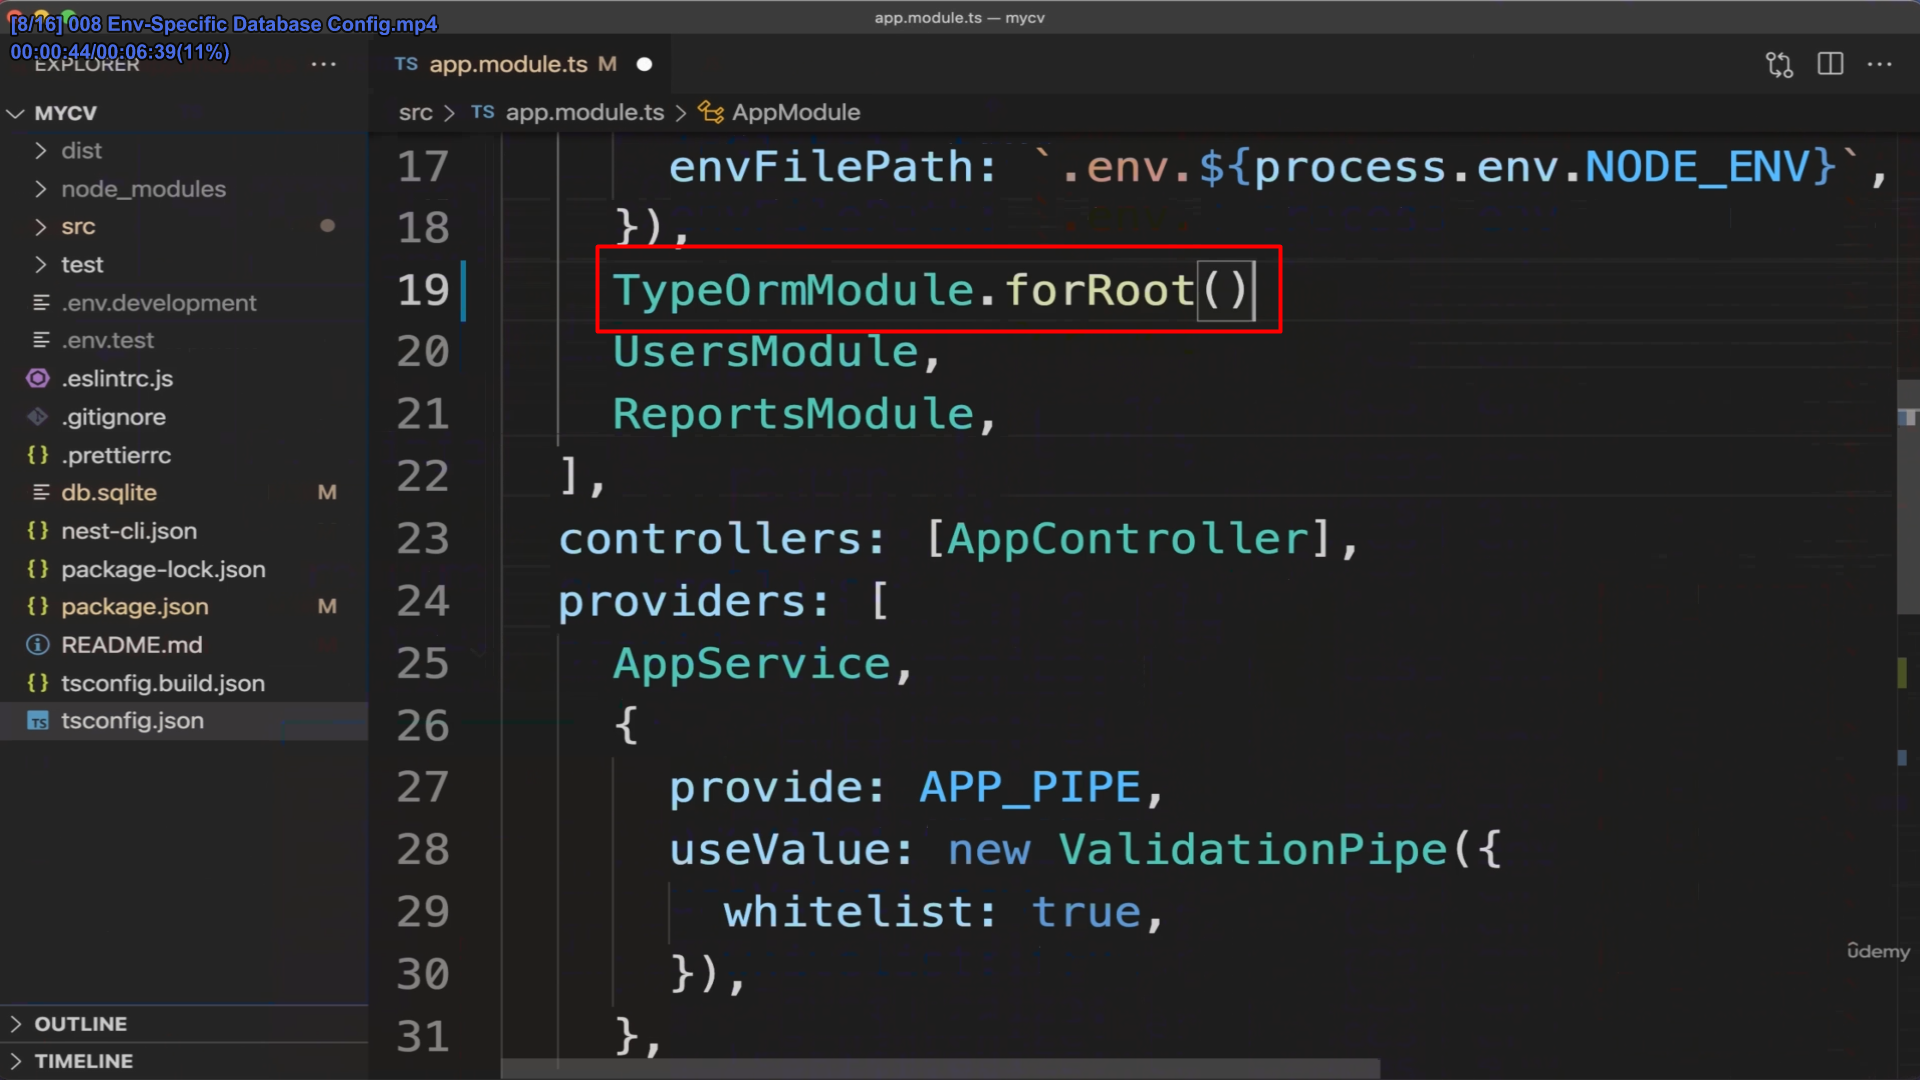 app.module.ts — mycv
[8/16] 008 Env-Specific Database Config.mp4
00:00:44/00:06:39(11%)
EXPLORER ...
TS app.module.ts M
...
MYCV
src > TS app.module.ts > AppModule
dist
node_modules
src
test
.env.development
.env.test
.eslintrc.js
.gitignore
.prettierrc
db.sqlite M
nest-cli.json
package-lock.json
package.json M
README.md
tsconfig.build.json
TS tsconfig.json
OUTLINE
TIMELINE
17 envFilePath: `.env.${process.env.NODE_ENV}`,
18 }),
19 TypeOrmModule.forRoot()
20 UsersModule,
21 ReportsModule,
22 ],
23 controllers: [AppController],
24 providers: [
25 AppService,
26 {
27 provide: APP_PIPE,
28 useValue: new ValidationPipe({
29 whitelist: true,
30 }),
31 },
ûdemy